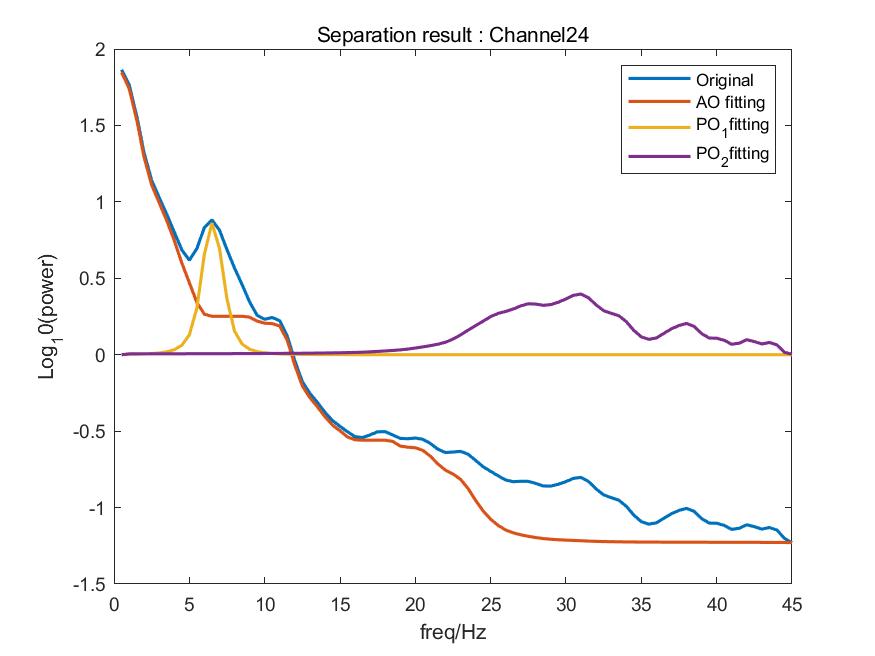 Separation result : Channel24
2
1.5
1
0.5
0
-0.5
-1
-1.5
Log10(power)
Original
AO fitting
PO1fitting
PO2fitting
0 5 10 15 20 25 30 35 40 45
freq/Hz